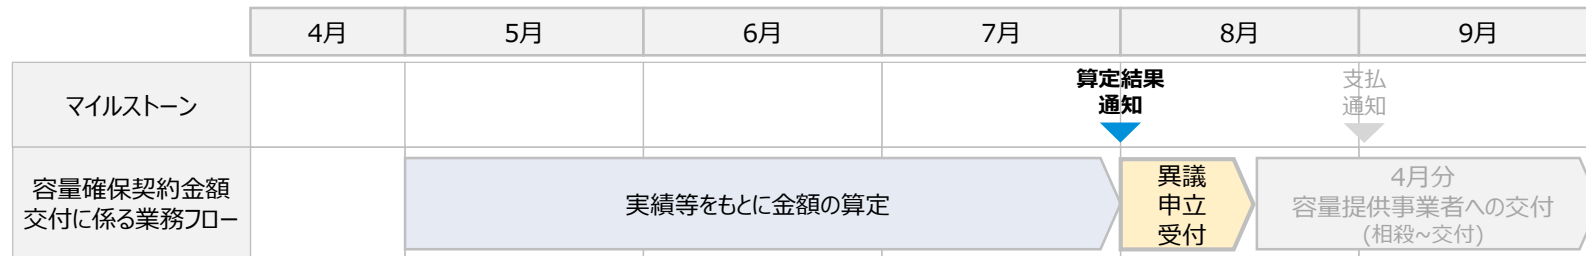 4月 5月 6月 7月 8月 9月
マイルストーン
算定結果
通知
支払
通知
容量確保契約金額
交付に係る業務フロー
実績等をもとに金額の算定
異議
申立
受付
4月分
容量提供事業者への交付
(相殺~交付)